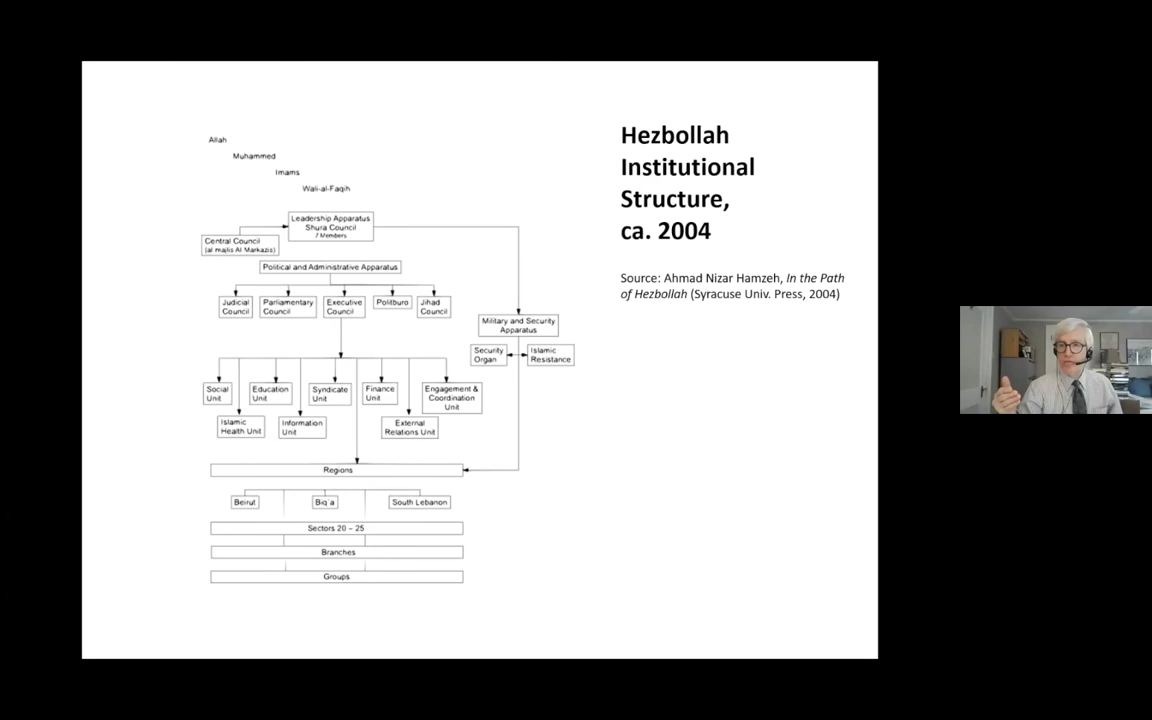 Allah
Muhammed
Imams
Wali-al-Faqih
Leadership Apparatus
Shura Council
7 Members
Central Council
(al majlis Al Markazis)
Political and Administrative Apparatus
Judicial
Council
Parliamentary
Council
Executive
Council
Politburo
Jihad
Council
Military and Security
Apparatus
Security
Organ
Islamic
Resistance
Social
Unit
Education
Unit
Syndicate
Unit
Finance
Unit
Engagement &
Coordination
Unit
Islamic
Health Unit
Information
Unit
External
Relations Unit
Regions
Beirut
Biq`a
South Lebanon
Sectors 20 – 25
Branches
Groups
Hezbollah
Institutional
Structure,
ca. 2004
Source: Ahmad Nizar Hamzeh, In the Path
of Hezbollah (Syracuse Univ. Press, 2004)